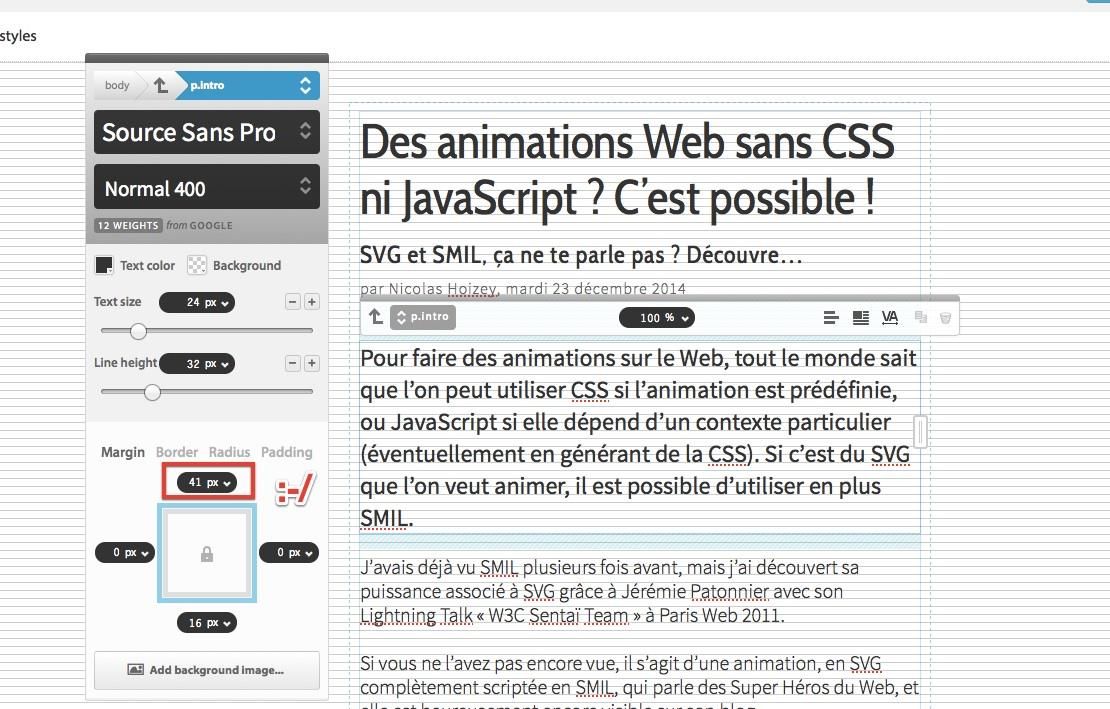 styles
body
p.intro
Source Sans Pro
Normal 400
12 WEIGHTS from GOOGLE
Text color Background
Text size 24 px − +
Line height 32 px − +
Margin Border Radius Padding
41 px
:-/
0 px 0 px
16 px
Add background image...
Des animations Web sans CSS
ni JavaScript ? C’est possible !
SVG et SMIL, ça ne te parle pas ? Découvre…
par Nicolas Hoizey, mardi 23 décembre 2014
p.intro 100 % VA
Pour faire des animations sur le Web, tout le monde sait
que l’on peut utiliser CSS si l’animation est prédéfinie,
ou JavaScript si elle dépend d’un contexte particulier
(éventuellement en générant de la CSS). Si c’est du SVG
que l’on veut animer, il est possible d’utiliser en plus
SMIL.
J’avais déjà vu SMIL plusieurs fois avant, mais j’ai découvert sa
puissance associé à SVG grâce à Jérémie Patonnier avec son
Lightning Talk « W3C Sentaï Team » à Paris Web 2011.
Si vous ne l’avez pas encore vue, il s’agit d’une animation, en SVG
complètement scriptée en SMIL, qui parle des Super Héros du Web, et
elle est heureusement encore visible sur son blog.